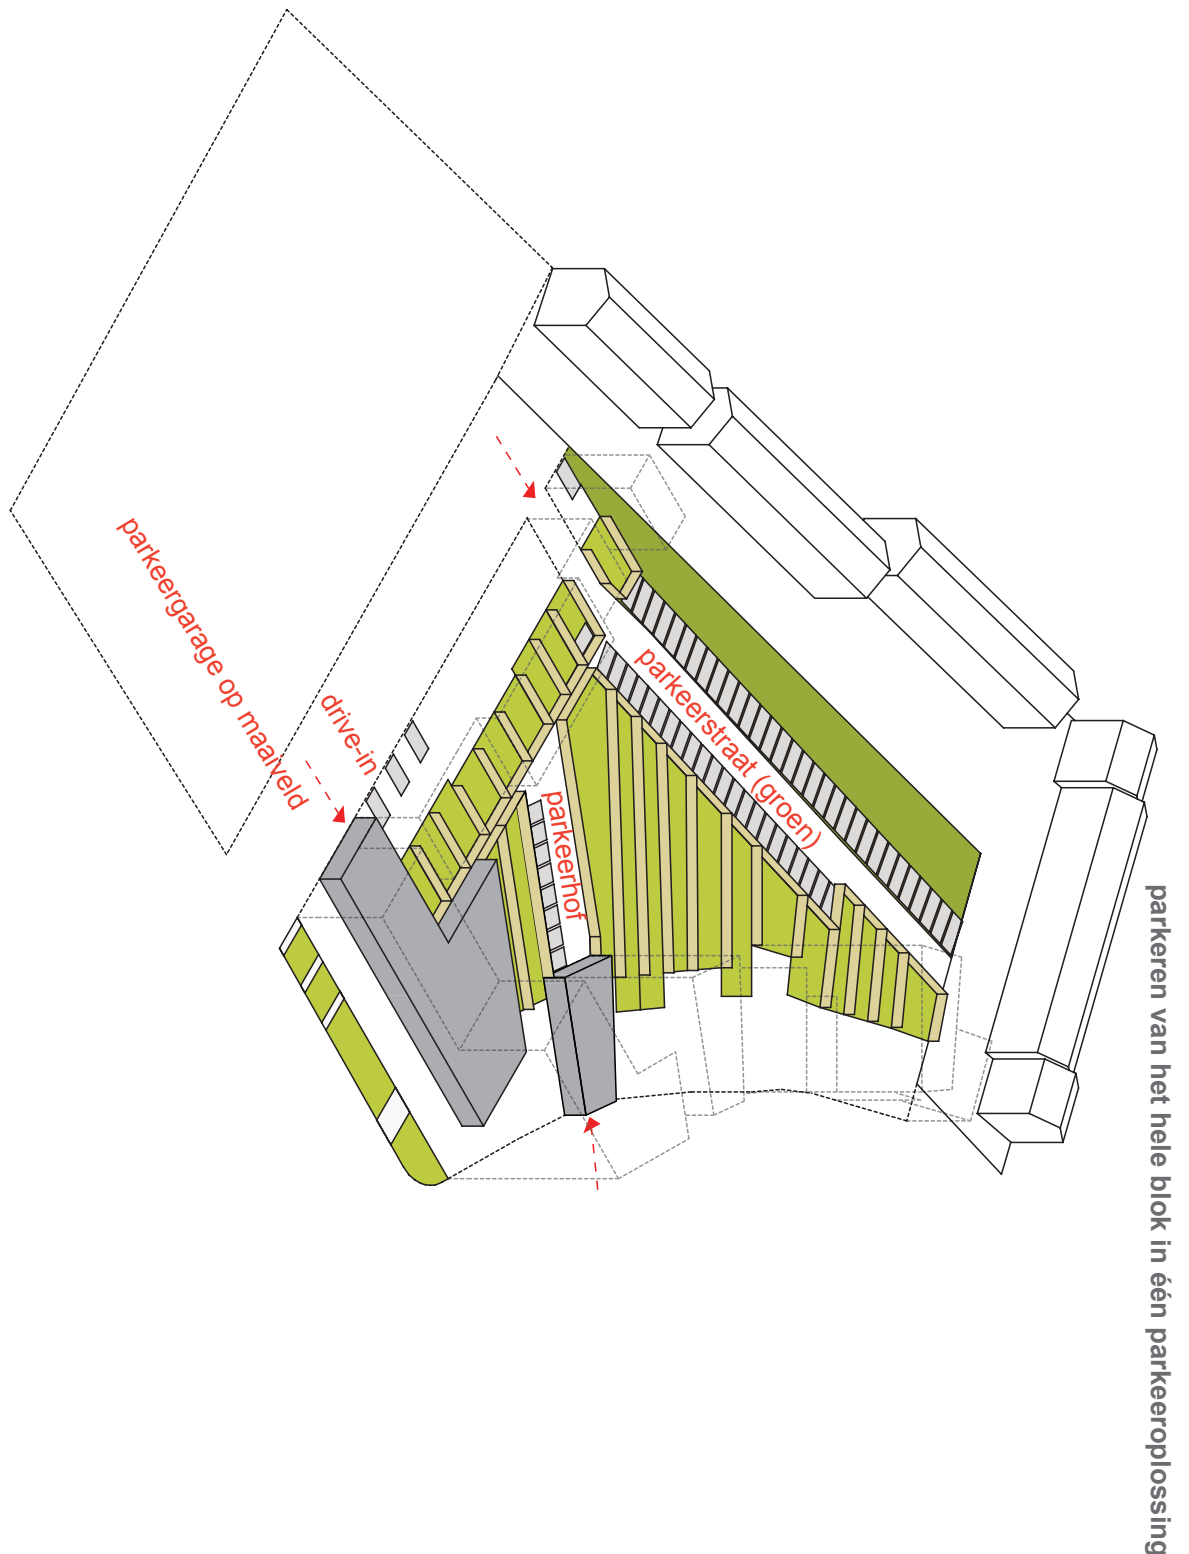 parkeren van het hele blok in één parkeeroplossing
parkeerstraat (groen)
parkeerhof
drive-in
parkeergarage op maaiveld